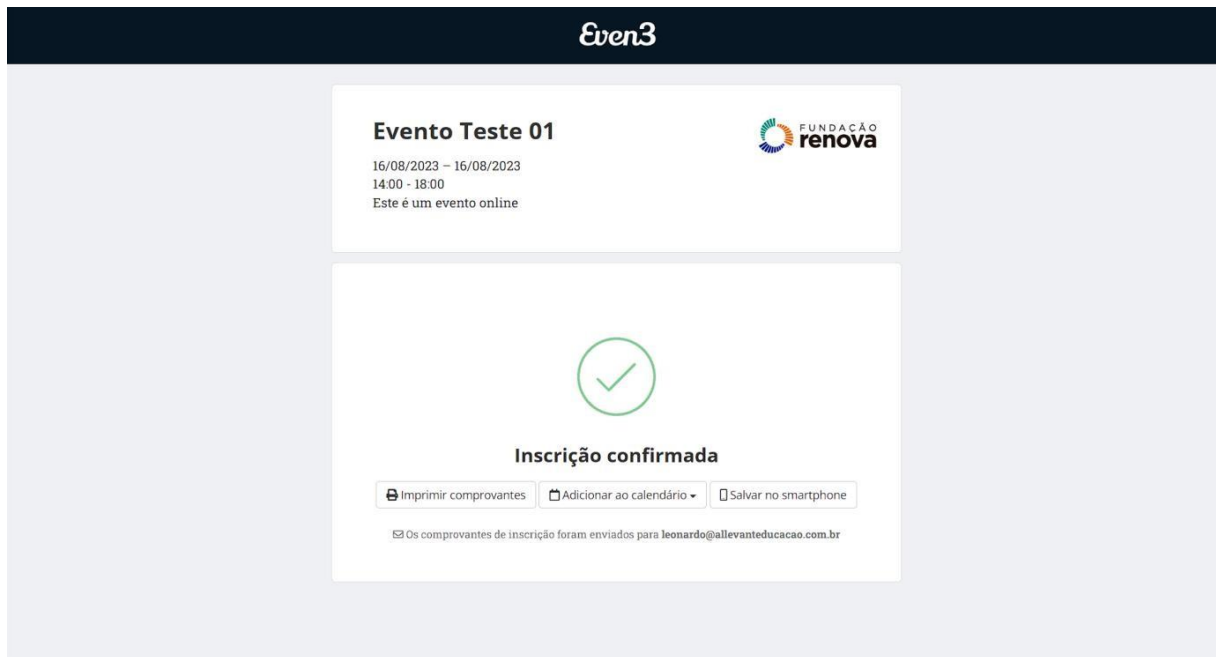 Even3
Evento Teste 01
FUNDAÇÃO
renova
16/08/2023 – 16/08/2023
14:00 - 18:00
Este é um evento online
Inscrição confirmada
Imprimir comprovantes Adicionar ao calendário Salvar no smartphone
Os comprovantes de inscrição foram enviados para leonardo@allevanteducacao.com.br